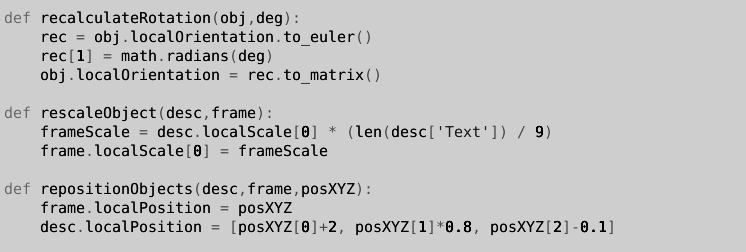 def recalculateRotation(obj,deg):
    rec = obj.localOrientation.to_euler()
    rec[1] = math.radians(deg)
    obj.localOrientation = rec.to_matrix()

def rescaleObject(desc,frame):
    frameScale = desc.localScale[0] * (len(desc['Text']) / 9)
    frame.localScale[0] = frameScale

def repositionObjects(desc,frame,posXYZ):
    frame.localPosition = posXYZ
    desc.localPosition = [posXYZ[0]+2, posXYZ[1]*0.8, posXYZ[2]-0.1]